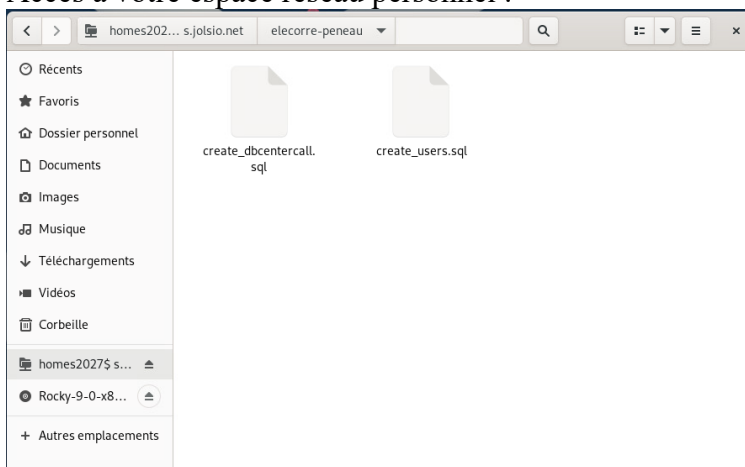 Accès à votre espace réseau personnel :
homes202... s.jolsio.net elecorre-peneau
Récents
Favoris
Dossier personnel
Documents
Images
Musique
Téléchargements
Vidéos
Corbeille
homes2027$ s...
Rocky-9-0-x8...
+ Autres emplacements
create_dbcentercall.
sql
create_users.sql